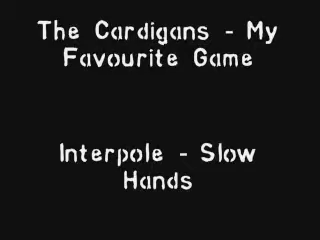 The Cardigans - My
Favourite Game
Interpole - Slow
Hands